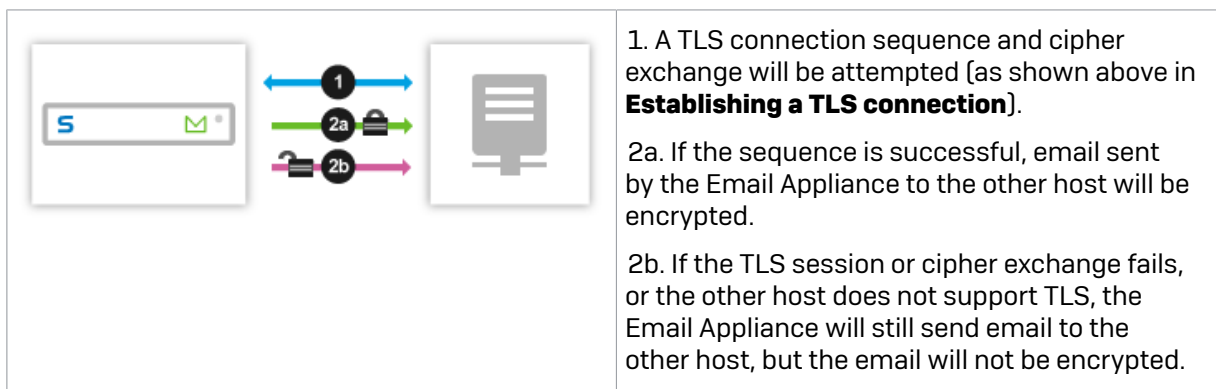 1
2a
2b
S
1. A TLS connection sequence and cipher
exchange will be attempted (as shown above in
Establishing a TLS connection).
2a. If the sequence is successful, email sent
by the Email Appliance to the other host will be
encrypted.
2b. If the TLS session or cipher exchange fails,
or the other host does not support TLS, the
Email Appliance will still send email to the
other host, but the email will not be encrypted.